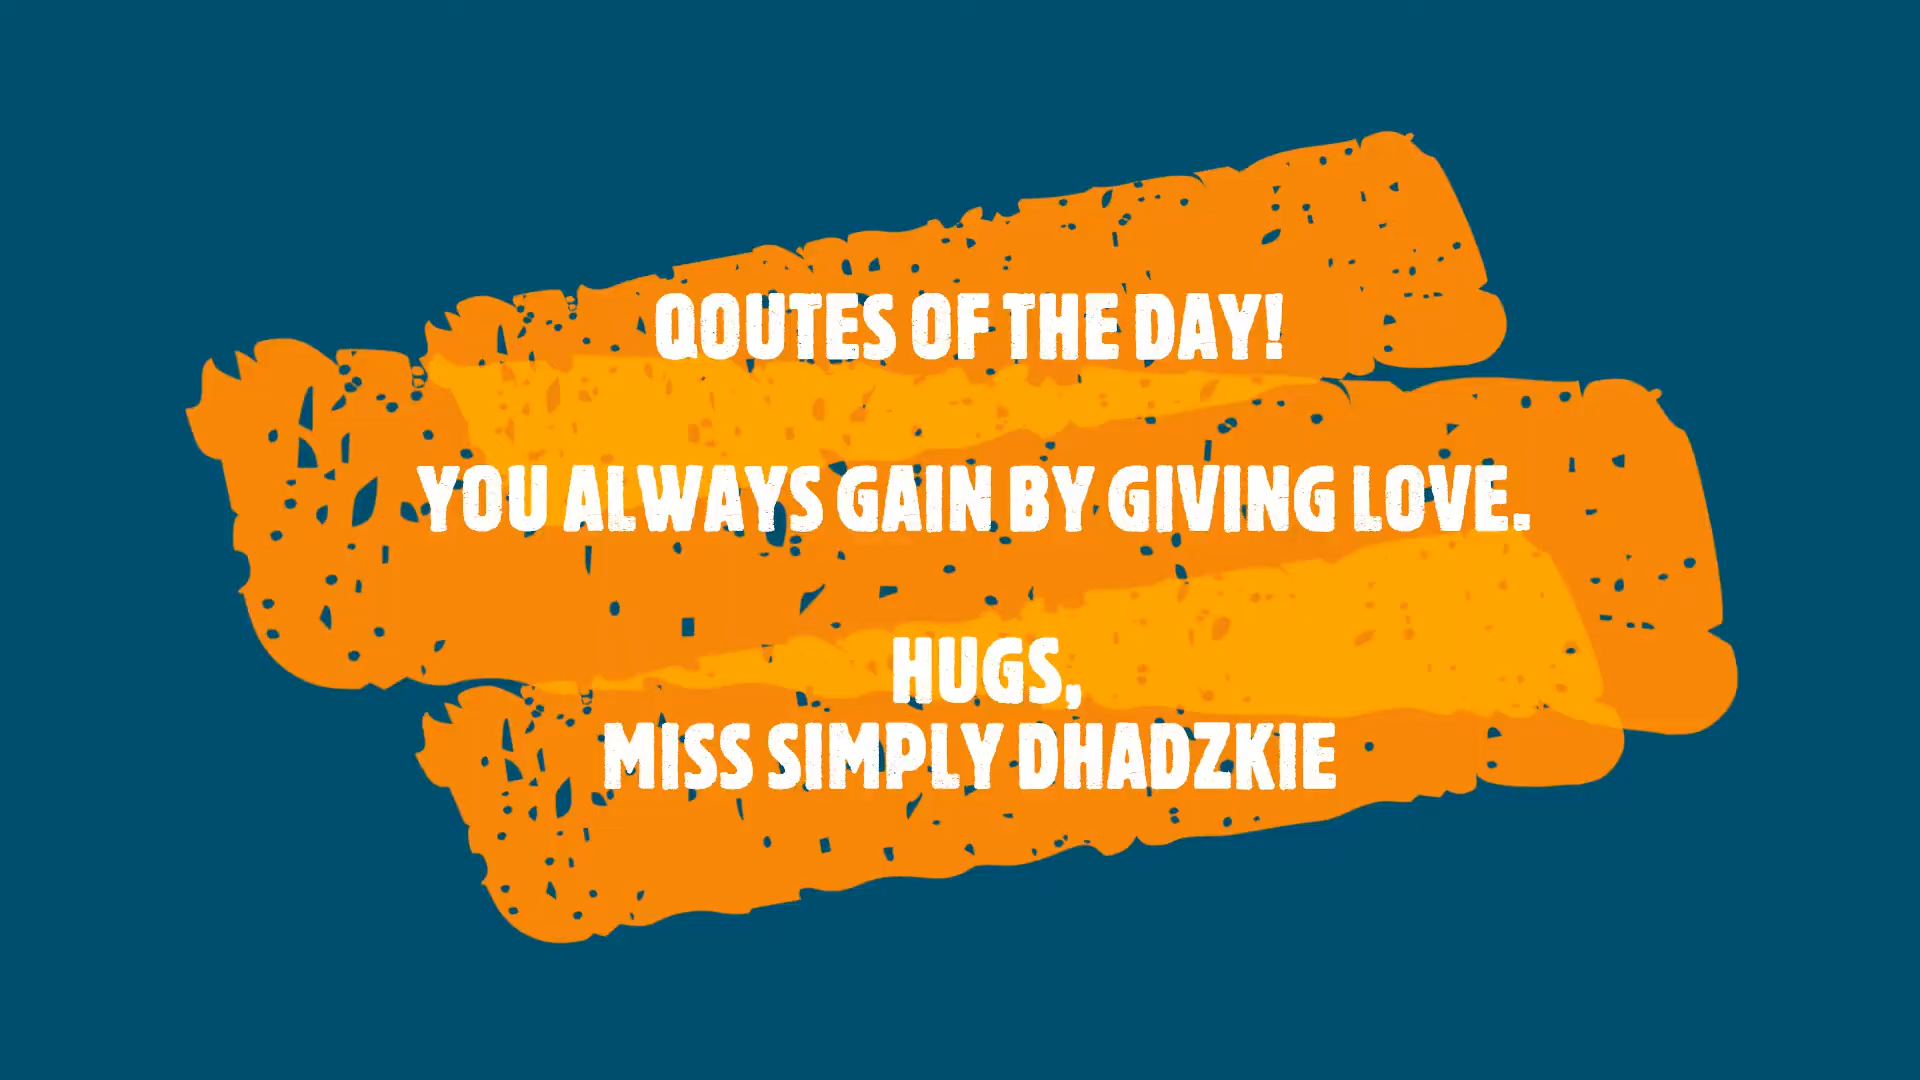 QOUTES OF THE DAY!
YOU ALWAYS GAIN BY GIVING LOVE.
HUGS,
MISS SIMPLY DHADZKIE